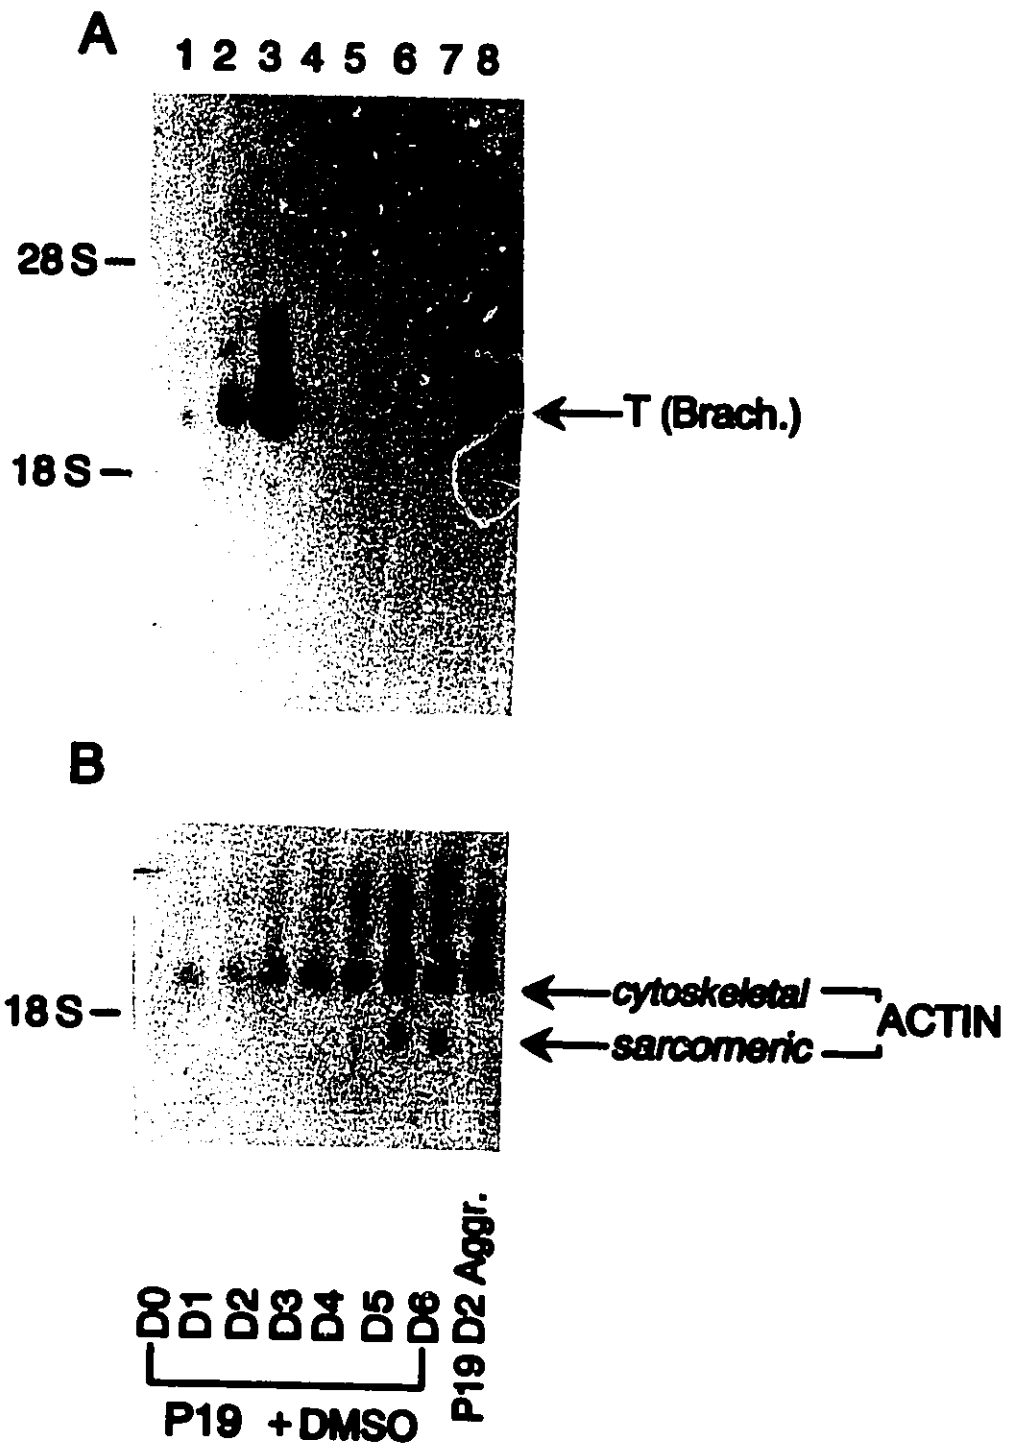 A
1 2 3 4 5 6 7 8
28 S
T (Brach.)
18 S
B
18 S
cytoskeletal
ACTIN
sarcomeric
D0
D1
D2
D3
D4
D5
D6
P19 D2 Aggr.
P19 + DMSO